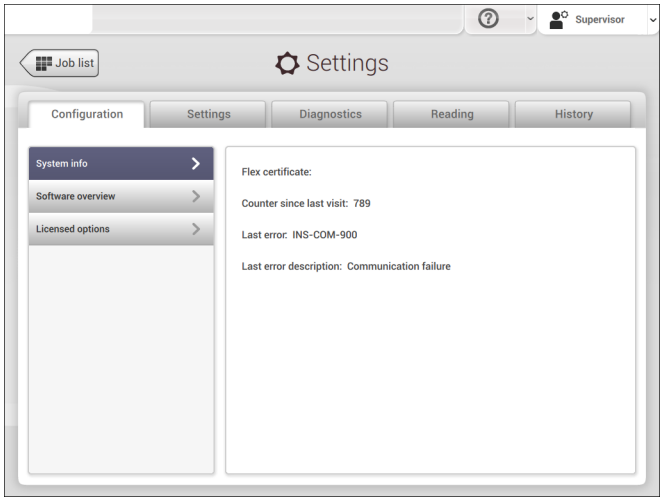 ?
Supervisor
Job list
Settings
Configuration
Settings
Diagnostics
Reading
History
System info
Software overview
Licensed options
Flex certificate:
Counter since last visit: 789
Last error: INS-COM-900
Last error description: Communication failure